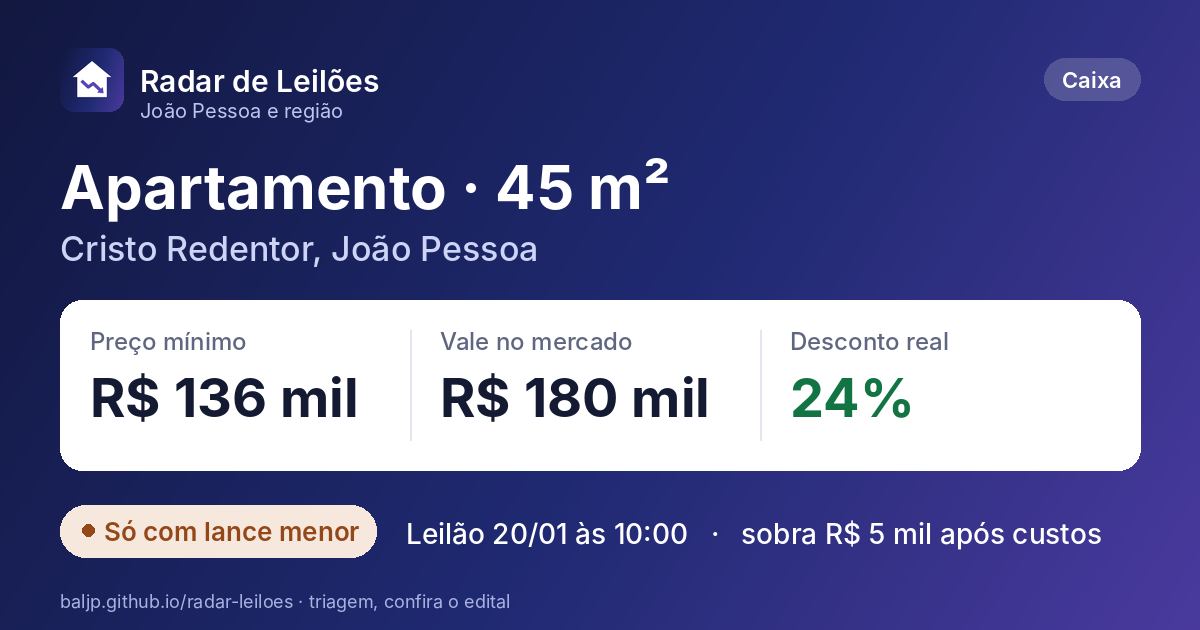 Radar de Leilões
João Pessoa e região
Caixa
Apartamento · 45 m²
Cristo Redentor, João Pessoa
Preço mínimo
R$ 136 mil
Vale no mercado
R$ 180 mil
Desconto real
24%
Só com lance menor
Leilão 20/01 às 10:00 · sobra R$ 5 mil após custos
baljp.github.io/radar-leiloes · triagem, confira o edital